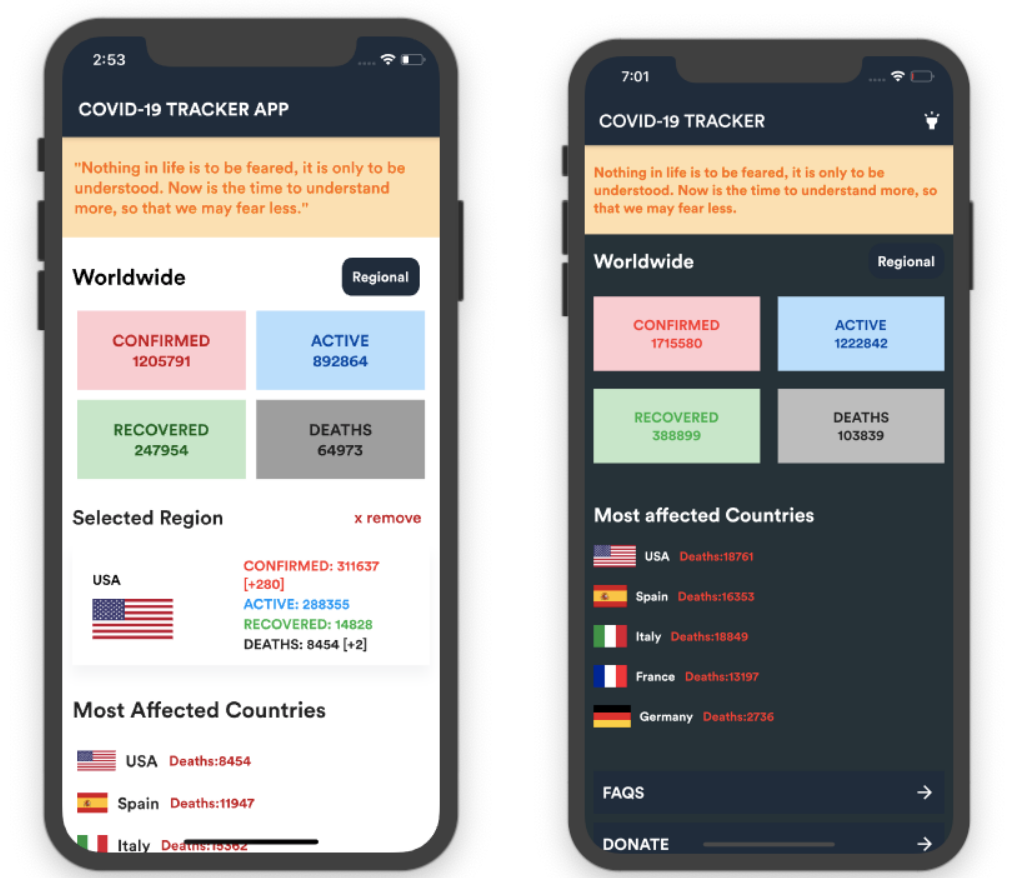 2:53
COVID-19 TRACKER APP
"Nothing in life is to be feared, it is only to be
understood. Now is the time to understand
more, so that we may fear less."
Worldwide
Regional
CONFIRMED
1205791
ACTIVE
892864
RECOVERED
247954
DEATHS
64973
Selected Region
x remove
USA
CONFIRMED: 311637
[+280]
ACTIVE: 288355
RECOVERED: 14828
DEATHS: 8454 [+2]
Most Affected Countries
USA Deaths:8454
Spain Deaths:11947
Italy Deaths:15362
7:01
COVID-19 TRACKER
Nothing in life is to be feared, it is only to be
understood. Now is the time to understand more, so
that we may fear less.
Worldwide
Regional
CONFIRMED
1715580
ACTIVE
1222842
RECOVERED
388899
DEATHS
103839
Most affected Countries
USA Deaths:18761
Spain Deaths:16353
Italy Deaths:18849
France Deaths:13197
Germany Deaths:2736
FAQS
DONATE